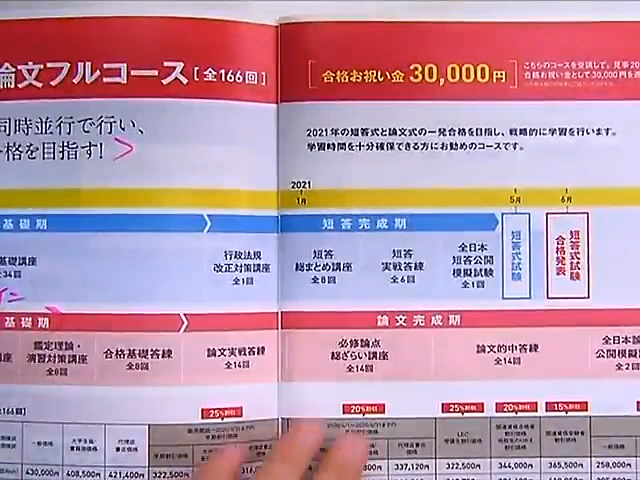 論文フルコース[全166回]
同時並行で行い、
格を目指す!
基礎期
基礎講座
行政法規
改正対策講座
全1回
基礎期
鑑定理論・
演習対策講座
全8回
合格基礎答練
全8回
論文実戦答練
全14回
合格お祝い金 30,000円
こちらのコースを受講して、見事20
合格お祝い金として30,000円を
2021年の短答式と論文式の一発合格を目指し、戦略的に学習を行います。
学習時間を十分確保できる方にお勧めのコースです。
2021
1月
5月
6月
短答完成期
短答
総まとめ講座
全8回
短答
実戦答練
全6回
全日本
短答公開
模擬試験
全1回
短答式試験
短答式試験
合格発表
論文完成期
必修論点
総ざらい講座
全14回
論文的中答練
全14回
全日本
公開模
全2回
166回]
25%割引
20%割引
25%割引
20%割引
15%割引
一般価格
代理店
書店価格
430,000円
408,500円
421,400円
322,500
337,120円
322,500円
344,000円
365,500円
258,000円